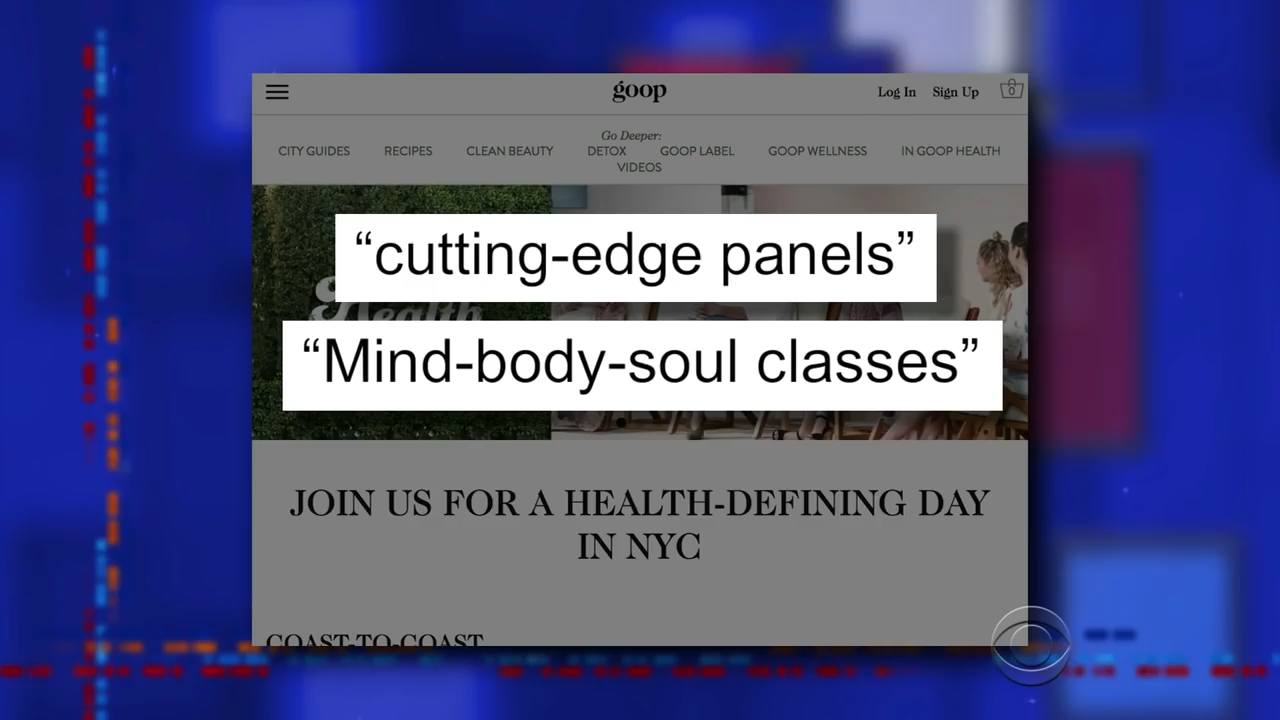 goop
Log In Sign Up
0
Go Deeper:
CITY GUIDES RECIPES CLEAN BEAUTY DETOX GOOP LABEL GOOP WELLNESS IN GOOP HEALTH
VIDEOS
“cutting-edge panels”
Health
“Mind-body-soul classes”
JOIN US FOR A HEALTH-DEFINING DAY
IN NYC
COAST-TO-COAST